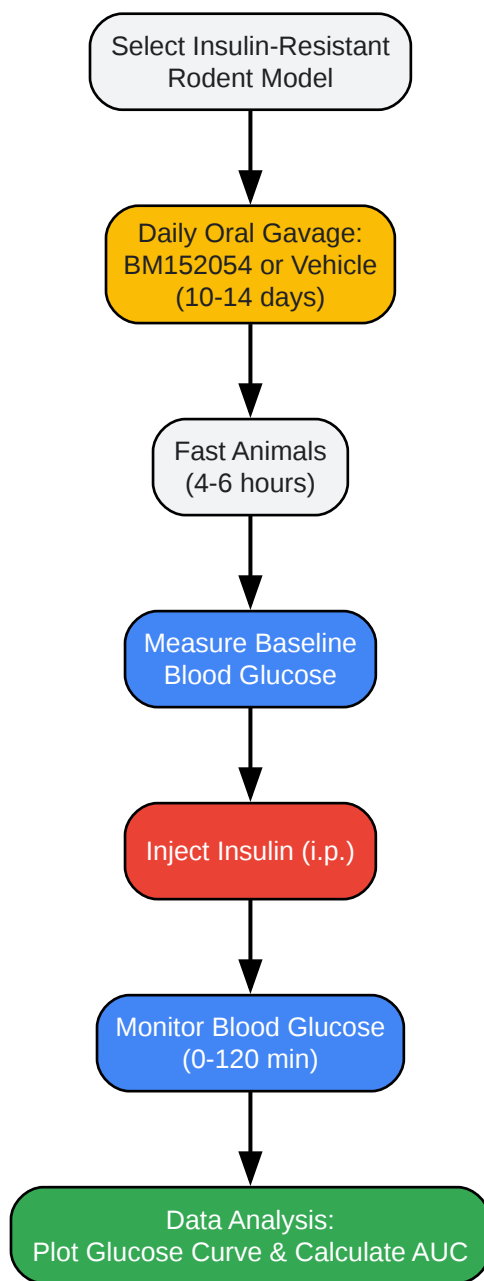 Select Insulin-Resistant
Rodent Model
Daily Oral Gavage:
BM152054 or Vehicle
(10-14 days)
Fast Animals
(4-6 hours)
Measure Baseline
Blood Glucose
Inject Insulin (i.p.)
Monitor Blood Glucose
(0-120 min)
Data Analysis:
Plot Glucose Curve & Calculate AUC